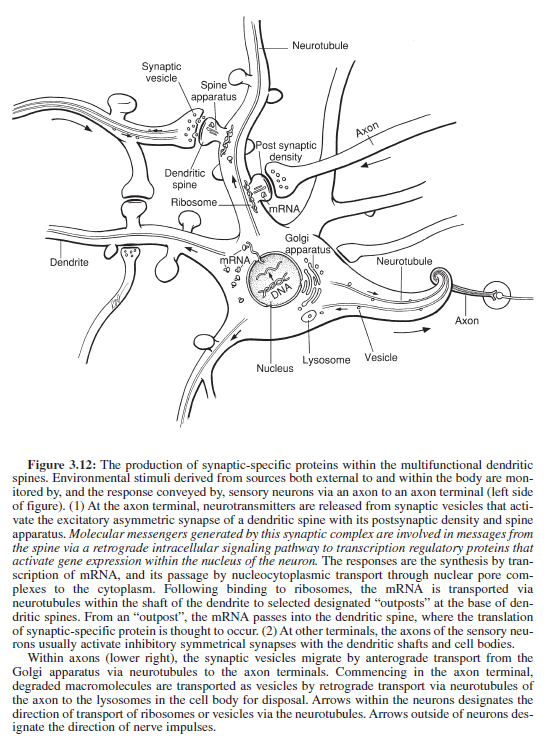 Neurotubule
Synaptic
vesicle
Spine
apparatus
Axon
Post synaptic
density
Dendritic
spine
Ribosome
mRNA
Golgi
apparatus
mRNA
Neurotubule
Dendrite
DNA
Axon
Nucleus
Lysosome
Vesicle
Figure 3.12: The production of synaptic-specific proteins within the multifunctional dendritic
spines. Environmental stimuli derived from sources both external to and within the body are mon-
itored by, and the response conveyed by, sensory neurons via an axon to an axon terminal (left side
of figure). (1) At the axon terminal, neurotransmitters are released from synaptic vesicles that acti-
vate the excitatory asymmetric synapse of a dendritic spine with its postsynaptic density and spine
apparatus. Molecular messengers generated by this synaptic complex are involved in messages from
the spine via a retrograde intracellular signaling pathway to transcription regulatory proteins that
activate gene expression within the nucleus of the neuron. The responses are the synthesis by tran-
scription of mRNA, and its passage by nucleocytoplasmic transport through nuclear pore com-
plexes to the cytoplasm. Following binding to ribosomes, the mRNA is transported via
neurotubules within the shaft of the dendrite to selected designated “outposts” at the base of den-
dritic spines. From an “outpost”, the mRNA passes into the dendritic spine, where the translation
of synaptic-specific protein is thought to occur. (2) At other terminals, the axons of the sensory neu-
rons usually activate inhibitory symmetrical synapses with the dendritic shafts and cell bodies.
Within axons (lower right), the synaptic vesicles migrate by anterograde transport from the
Golgi apparatus via neurotubules to the axon terminals. Commencing in the axon terminal,
degraded macromolecules are transported as vesicles by retrograde transport via neurotubules of
the axon to the lysosomes in the cell body for disposal. Arrows within the neurons designates the
direction of transport of ribosomes or vesicles via the neurotubules. Arrows outside of neurons des-
ignate the direction of nerve impulses.